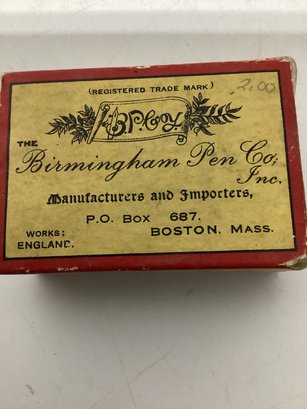 (REGISTERED TRADE MARK)
2,00
B.P.Coy.
THE
Birmingham Pen Co,
Inc.
Manufacturers and Importers,
P.O. BOX 687.
WORKS:
BOSTON, MASS.
ENGLAND.